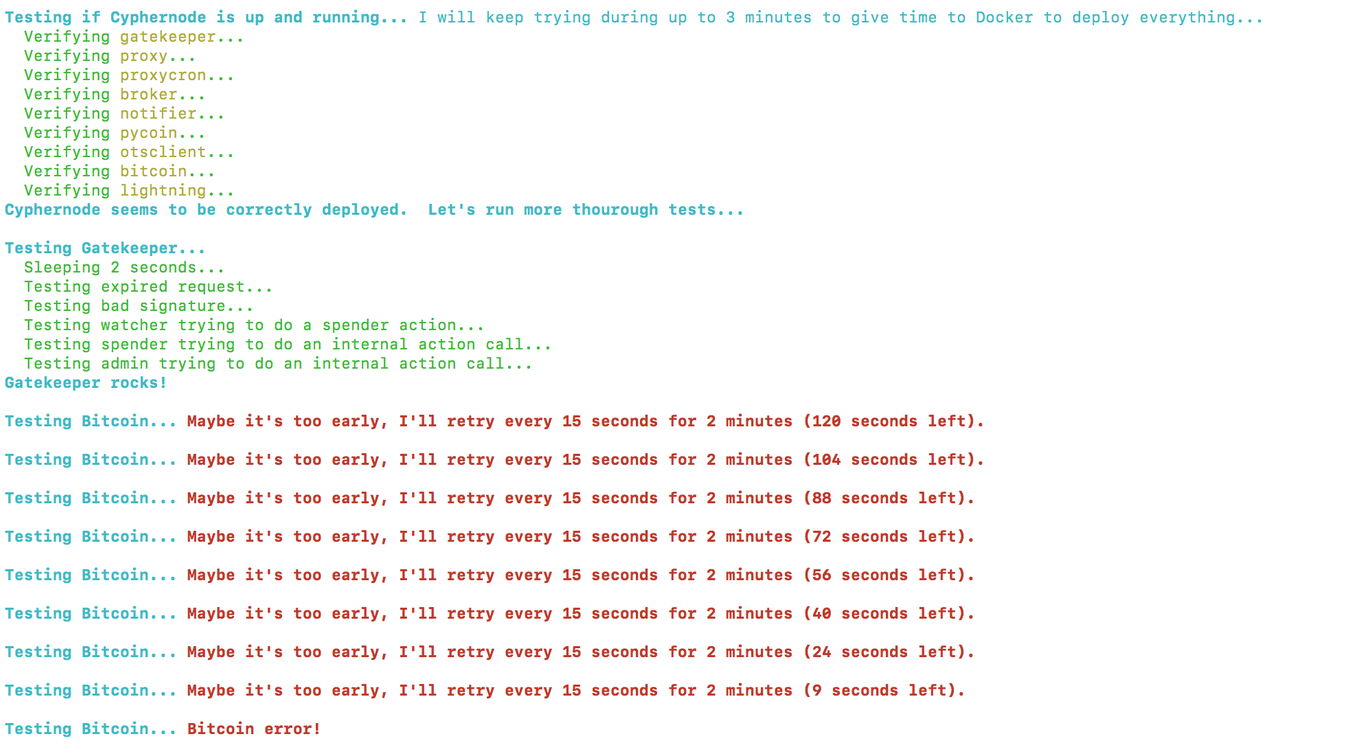 Testing if Cyphernode is up and running... I will keep trying during up to 3 minutes to give time to Docker to deploy everything...
Verifying gatekeeper...
Verifying proxy...
Verifying proxycron...
Verifying broker...
Verifying notifier...
Verifying pycoin...
Verifying otsclient...
Verifying bitcoin...
Verifying lightning...
Cyphernode seems to be correctly deployed.  Let's run more thourough tests...
Testing Gatekeeper...
Sleeping 2 seconds...
Testing expired request...
Testing bad signature...
Testing watcher trying to do a spender action...
Testing spender trying to do an internal action call...
Testing admin trying to do an internal action call...
Gatekeeper rocks!
Testing Bitcoin... Maybe it's too early, I'll retry every 15 seconds for 2 minutes (120 seconds left).
Testing Bitcoin... Maybe it's too early, I'll retry every 15 seconds for 2 minutes (104 seconds left).
Testing Bitcoin... Maybe it's too early, I'll retry every 15 seconds for 2 minutes (88 seconds left).
Testing Bitcoin... Maybe it's too early, I'll retry every 15 seconds for 2 minutes (72 seconds left).
Testing Bitcoin... Maybe it's too early, I'll retry every 15 seconds for 2 minutes (56 seconds left).
Testing Bitcoin... Maybe it's too early, I'll retry every 15 seconds for 2 minutes (40 seconds left).
Testing Bitcoin... Maybe it's too early, I'll retry every 15 seconds for 2 minutes (24 seconds left).
Testing Bitcoin... Maybe it's too early, I'll retry every 15 seconds for 2 minutes (9 seconds left).
Testing Bitcoin... Bitcoin error!